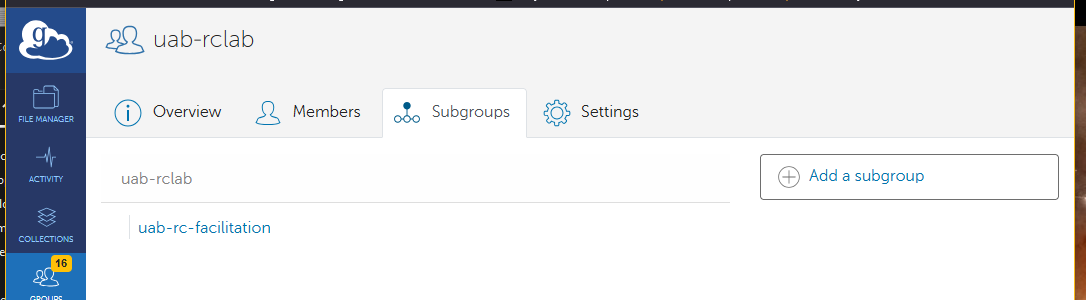 g
uab-rclab
Overview
Members
Subgroups
Settings
FILE MANAGER
ACTIVITY
COLLECTIONS
16
GROUPS
uab-rclab
uab-rc-facilitation
Add a subgroup